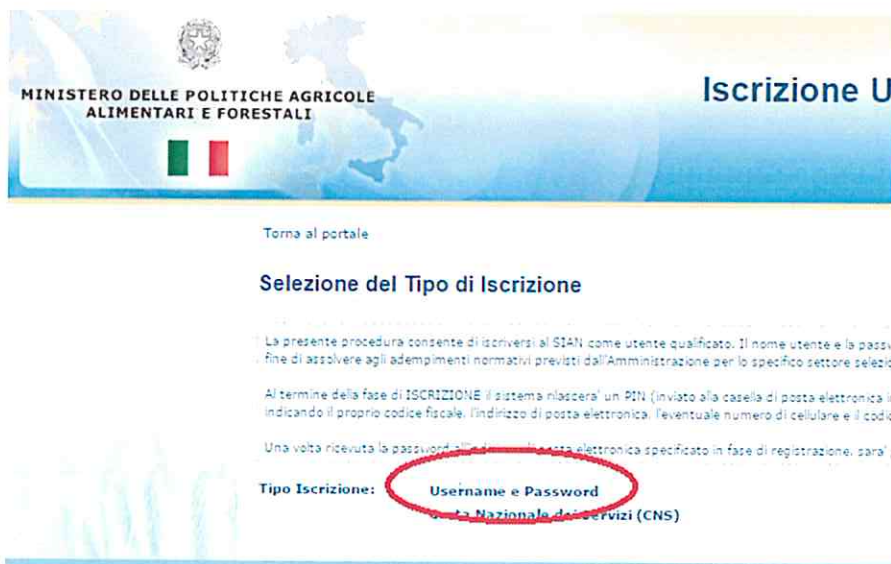 MINISTERO DELLE POLITICHE AGRICOLE
ALIMENTARI E FORESTALI
Iscrizione U
Torna al portale
Selezione del Tipo di Iscrizione
La presente procedura consente di iscriversi al SIAN come utente qualificato. Il nome utente e la passw
fine di assolvere agli adempimenti normativi previsti dall'Amministrazione per lo specifico settore selezio
Al termine della fase di ISCRIZIONE il sistema rilascera' un PIN (inviato alla casella di posta elettronica i
indicando il proprio codice fiscale, l'indirizzo di posta elettronica, l'eventuale numero di cellulare e il codic
Una volta ricevuta la password elettronica specificato in fase di registrazione, sara'
Tipo Iscrizione: Username e Password
Nazionale dei Servizi (CNS)